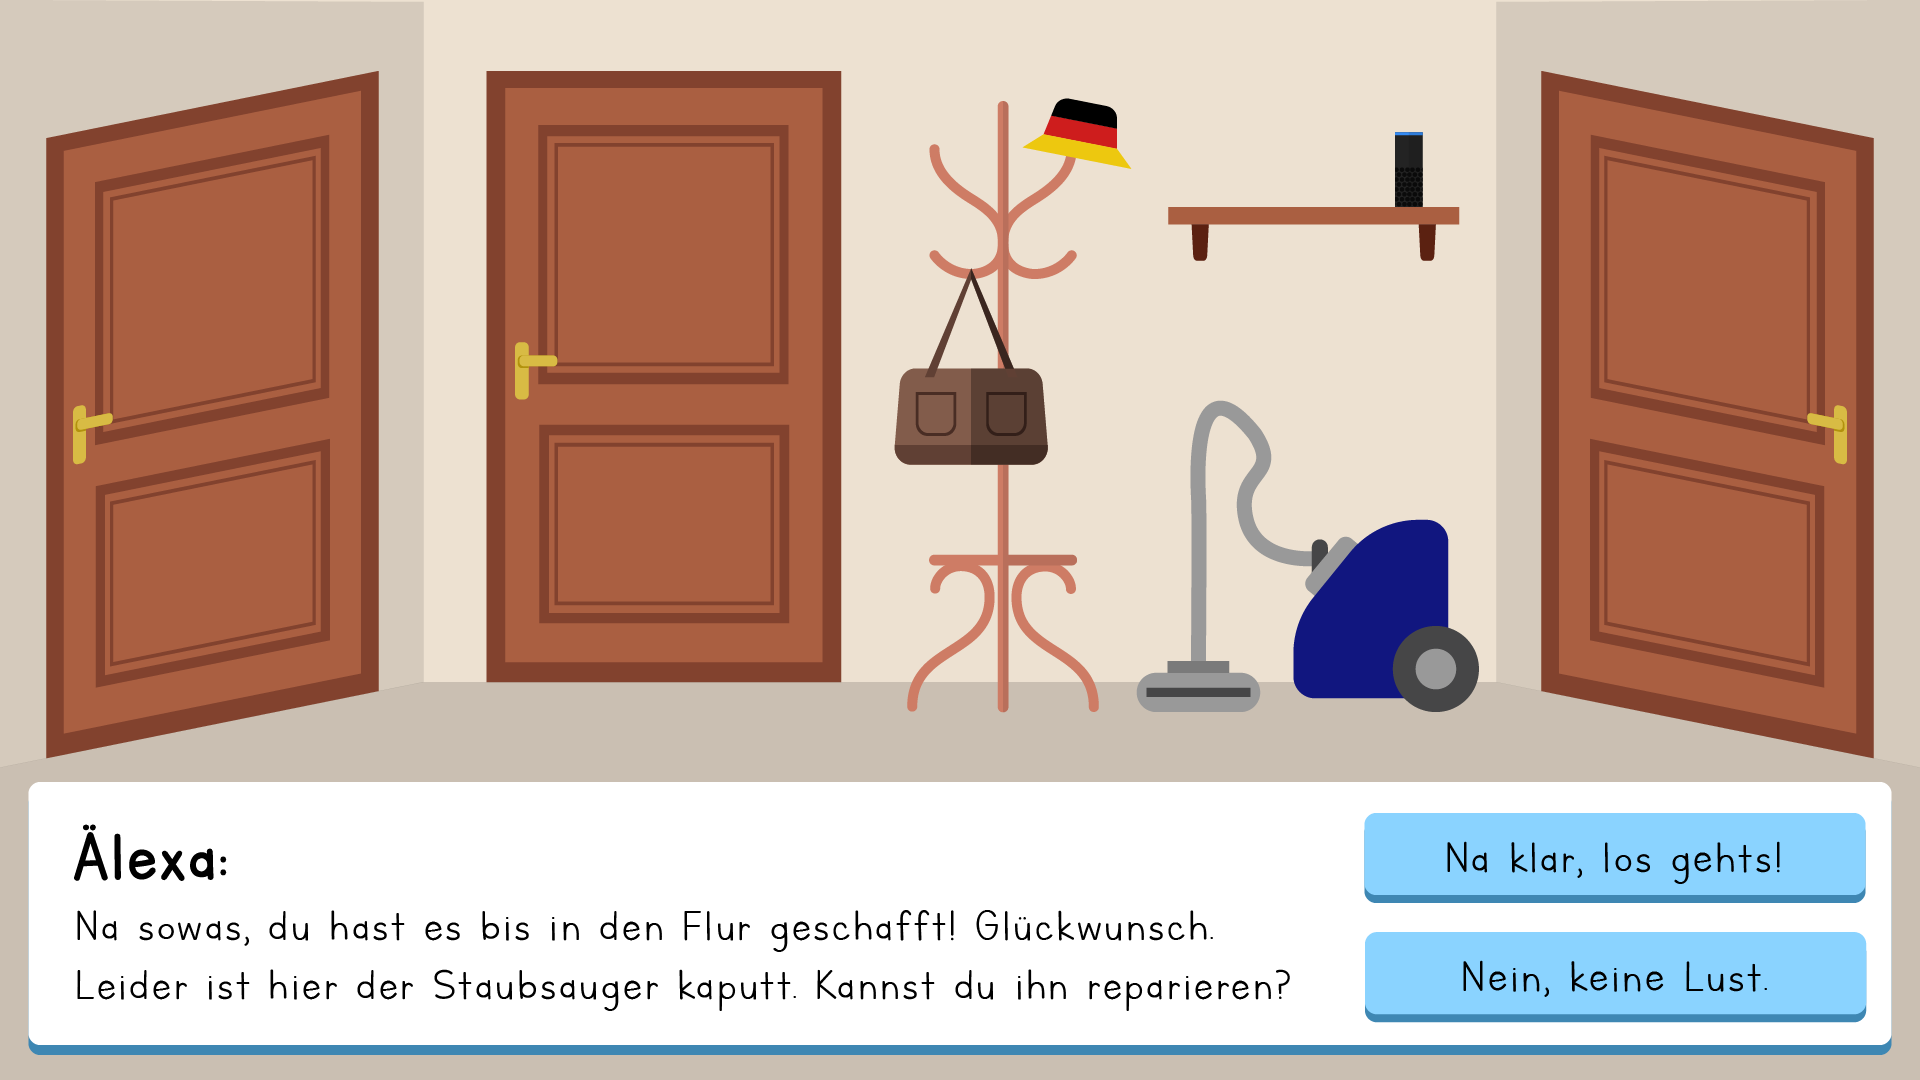 Älexa:
Na sowas, du hast es bis in den Flur geschafft! Glückwunsch.
Leider ist hier der Staubsauger kaputt. Kannst du ihn reparieren?
Na klar, los gehts!
Nein, keine Lust.